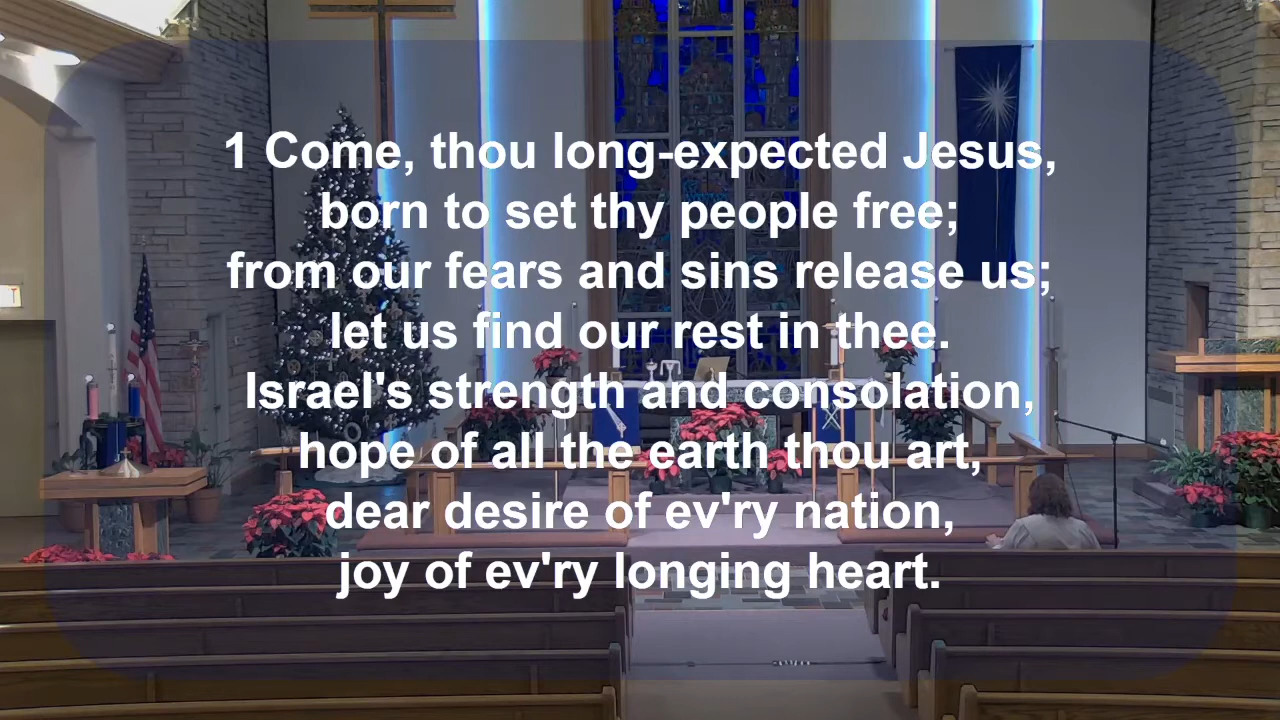 1 Come, thou long-expected Jesus,
born to set thy people free;
from our fears and sins release us;
let us find our rest in thee.
Israel's strength and consolation,
hope of all the earth thou art,
dear desire of ev'ry nation,
joy of ev'ry longing heart.